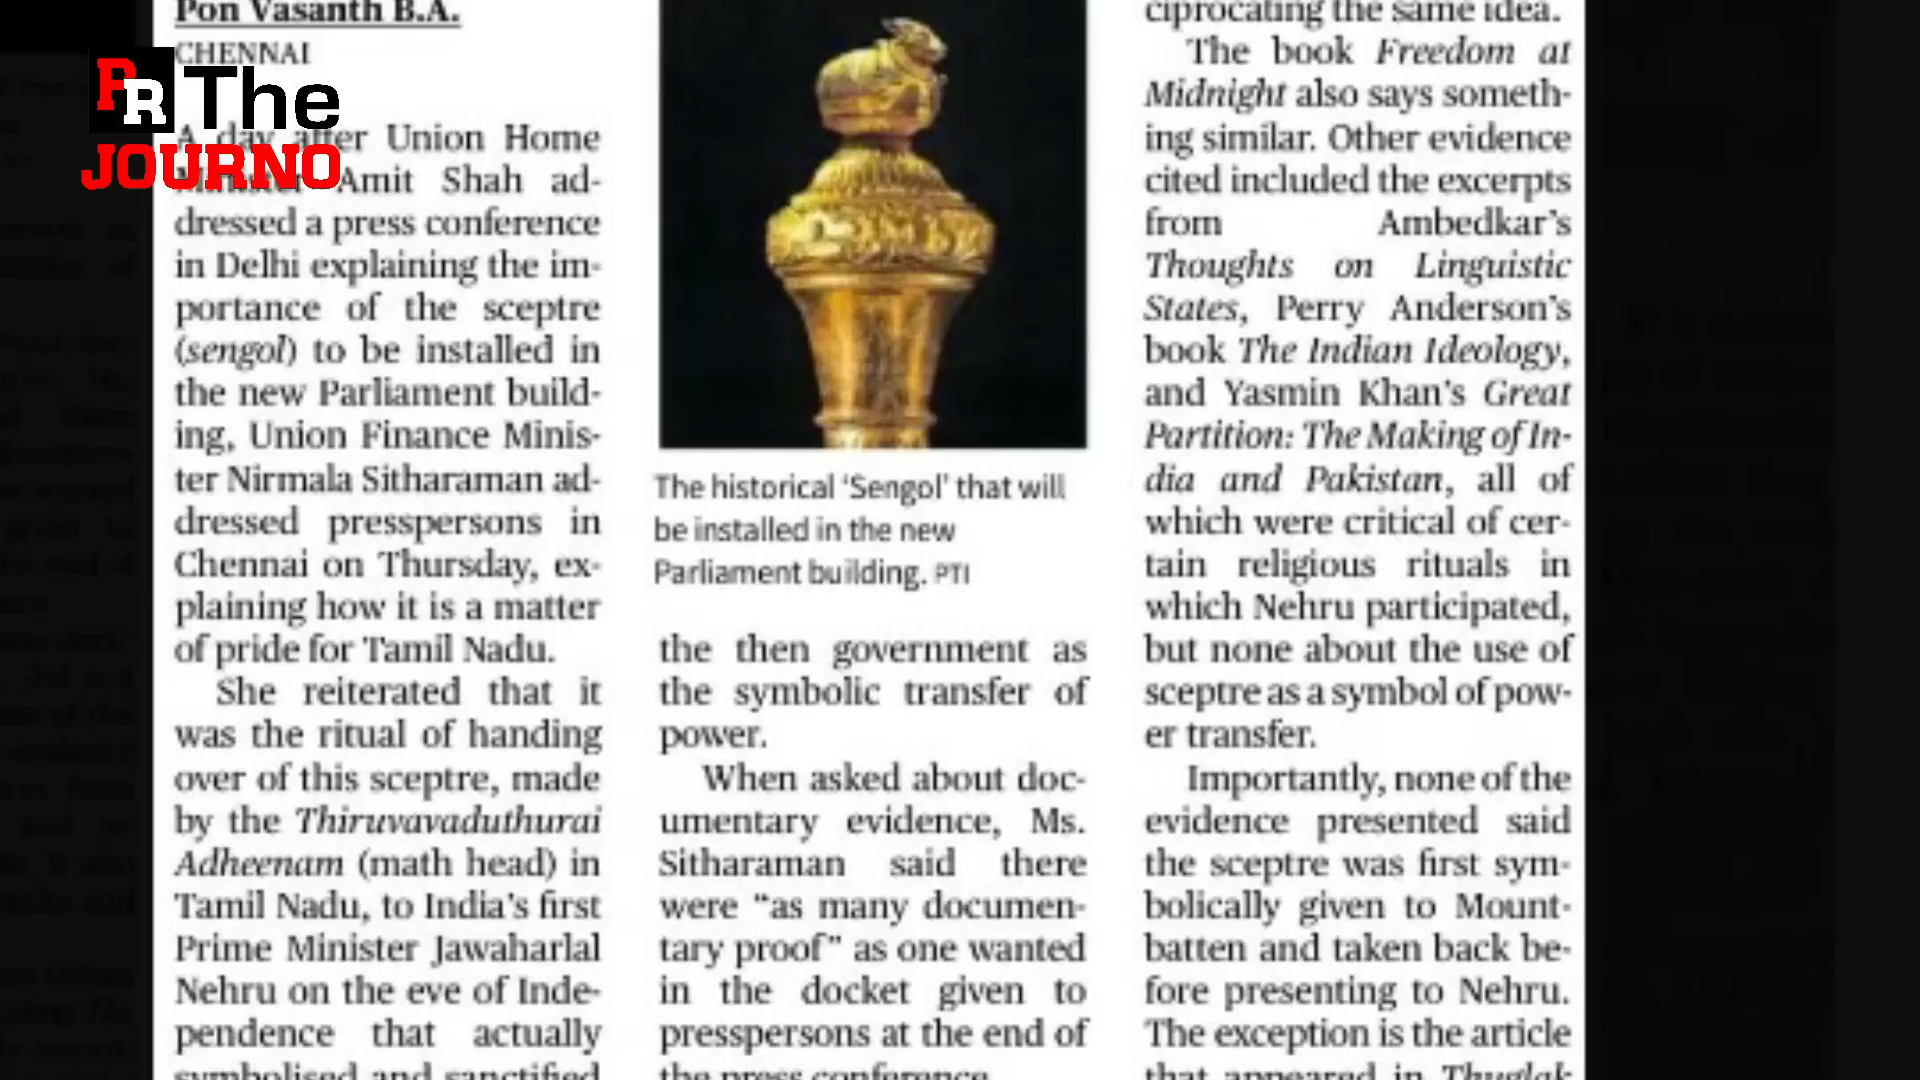 Pon Vasanth B.A.
CHENNAI
PR The
JOURNO
A day after Union Home
Minister Amit Shah ad-
dressed a press conference
in Delhi explaining the im-
portance of the sceptre
(sengol) to be installed in
the new Parliament build-
ing, Union Finance Minis-
ter Nirmala Sitharaman ad-
dressed presspersons in
Chennai on Thursday, ex-
plaining how it is a matter
of pride for Tamil Nadu.
She reiterated that it
was the ritual of handing
over of this sceptre, made
by the Thiruvavaduthurai
Adheenam (math head) in
Tamil Nadu, to India's first
Prime Minister Jawaharlal
Nehru on the eve of Inde-
pendence that actually
symbolised and sanctified
The historical 'Sengol' that will
be installed in the new
Parliament building. PTI
the then government as
the symbolic transfer of
power.
When asked about doc-
umentary evidence, Ms.
Sitharaman said there
were "as many documen-
tary proof" as one wanted
in the docket given to
presspersons at the end of
the press conference.
ciprocating the same idea.
The book Freedom at
Midnight also says someth-
ing similar. Other evidence
cited included the excerpts
from Ambedkar's
Thoughts on Linguistic
States, Perry Anderson's
book The Indian Ideology,
and Yasmin Khan's Great
Partition: The Making of In-
dia and Pakistan, all of
which were critical of cer-
tain religious rituals in
which Nehru participated,
but none about the use of
sceptre as a symbol of pow-
er transfer.
Importantly, none of the
evidence presented said
the sceptre was first sym-
bolically given to Mount-
batten and taken back be-
fore presenting to Nehru.
The exception is the article
that appeared in Thuglak